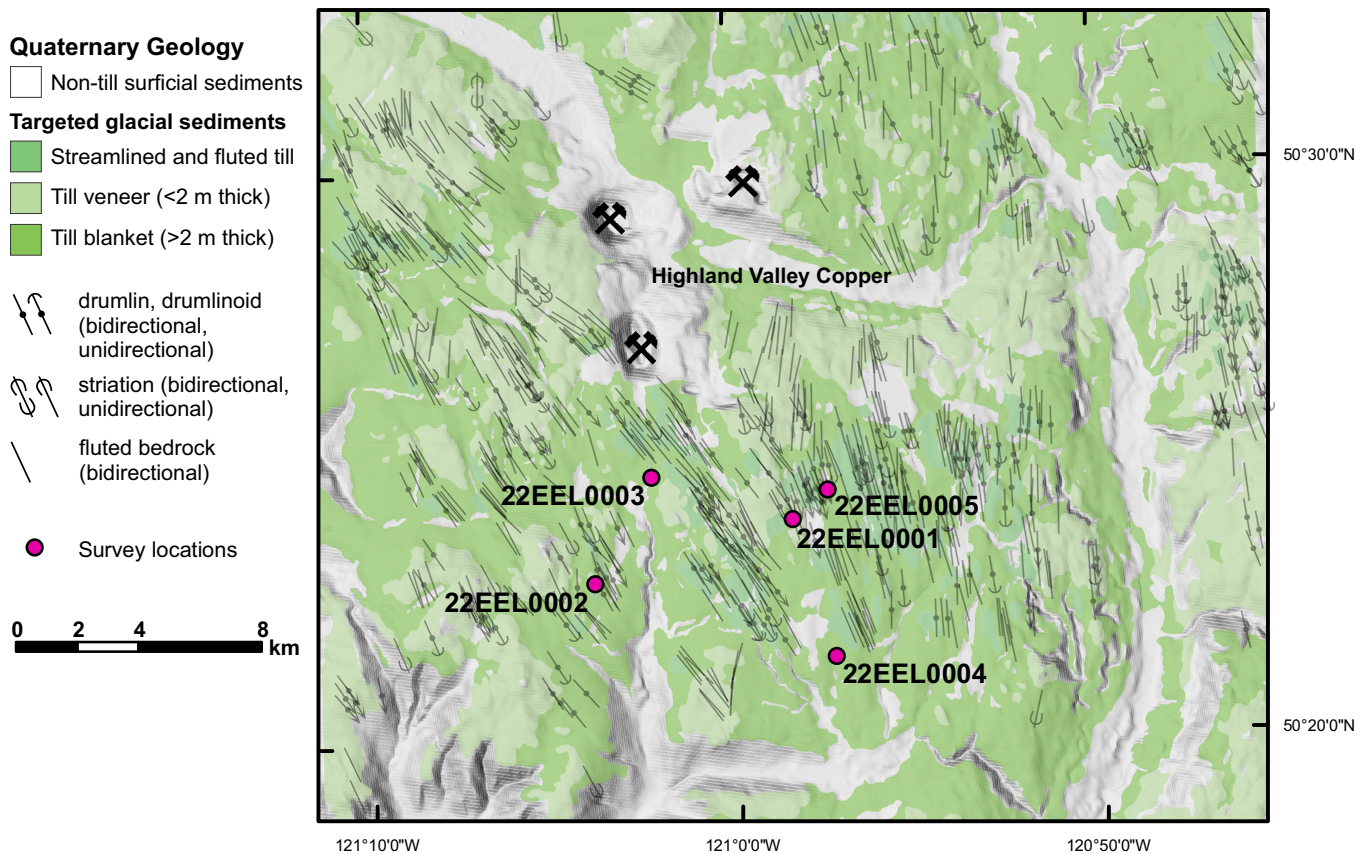 Quaternary Geology
Non-till surficial sediments
Targeted glacial sediments
Streamlined and fluted till
Till veneer (<2 m thick)
Till blanket (>2 m thick)
drumlin, drumlinoid
(bidirectional,
unidirectional)
striation (bidirectional,
unidirectional)
fluted bedrock
(bidirectional)
Survey locations
0 2 4 8
km
Highland Valley Copper
22EEL0003
22EEL0005
22EEL0001
22EEL0002
22EEL0004
50°30'0"N
50°20'0"N
121°10'0"W
121°0'0"W
120°50'0"W